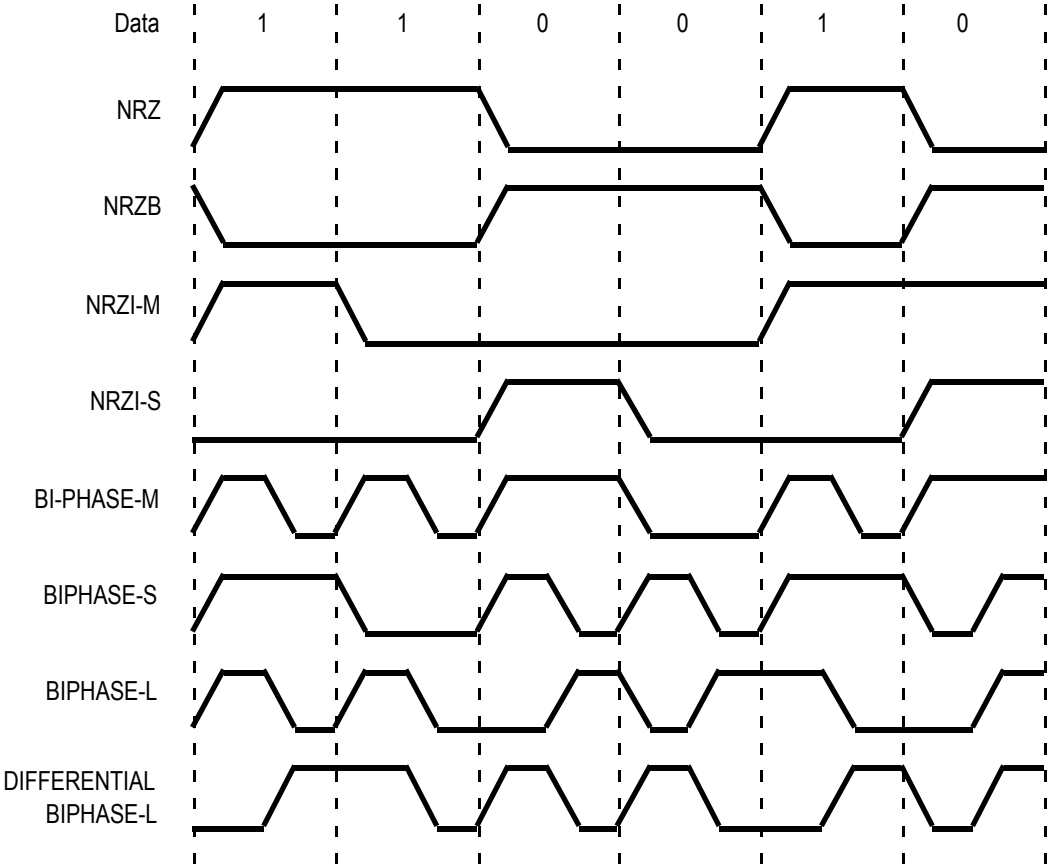 Data 1 1 0 0 1 0
NRZ
NRZB
NRZI-M
NRZI-S
BI-PHASE-M
BIPHASE-S
BIPHASE-L
DIFFERENTIAL
BIPHASE-L